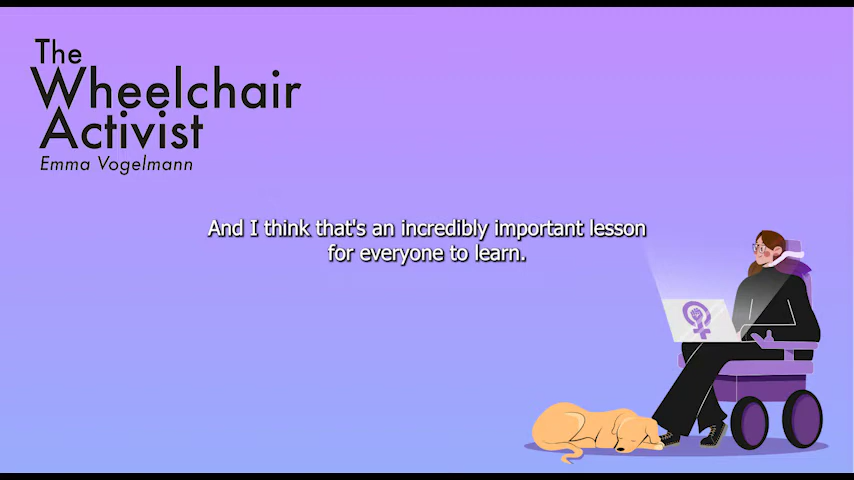 The
Wheelchair
Activist
Emma Vogelmann
And I think that's an incredibly important lesson
for everyone to learn.